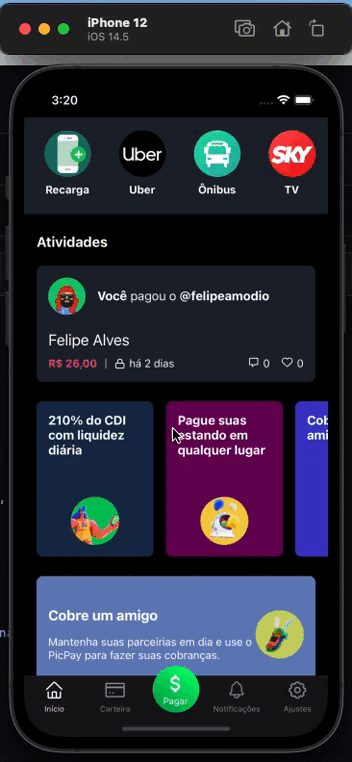 iPhone 12
iOS 14.5
3:20
Uber
SKY
Recarga
Uber
Ônibus
TV
Atividades
Você pagou o @felipeamodio
Felipe Alves
R$ 26,00 | há 2 dias
0
0
210% do CDI
com liquidez
diária
Pague suas
estando em
qualquer lugar
Cob
ami
Cobre um amigo
Mantenha suas parceirias em dia e use o
PicPay para fazer suas cobranças.
$
Início
Carteira
Pagar
Notificações
Ajustes